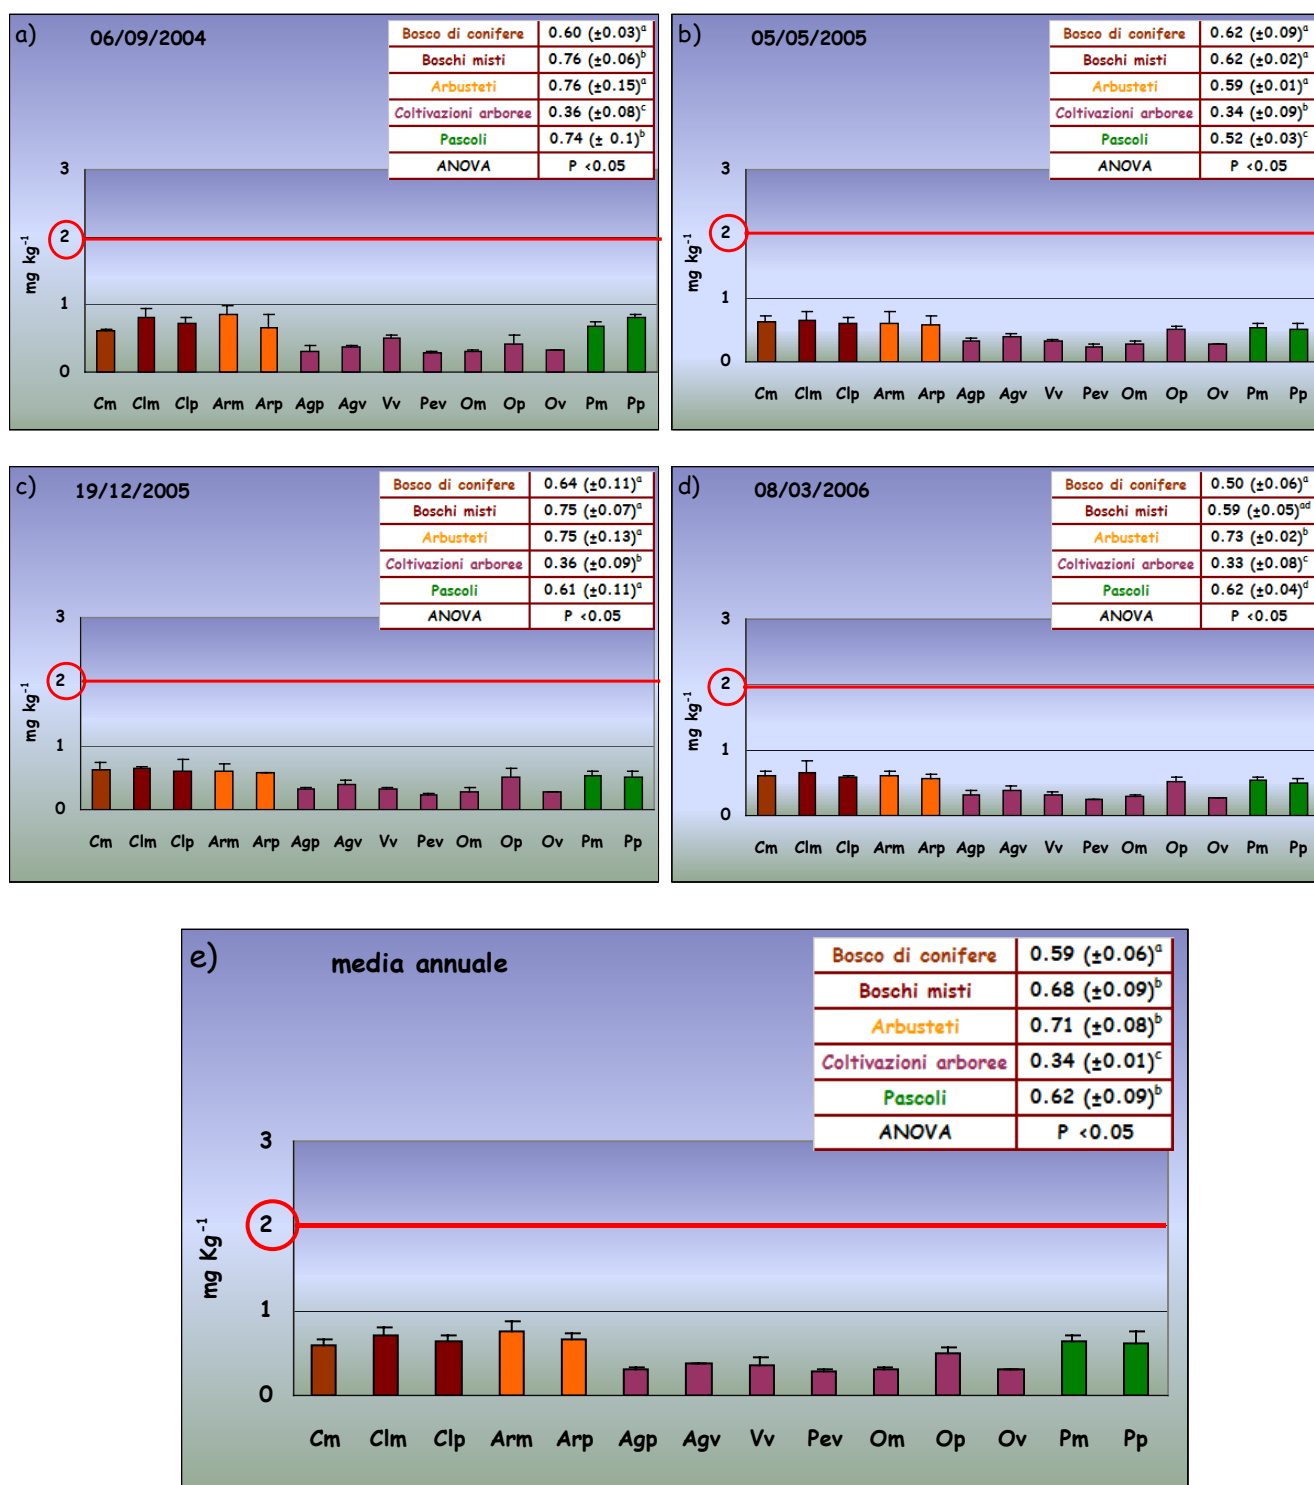 a) 06/09/2004
Bosco di conifere 0.60 (±0.03)ᵃ
Boschi misti 0.76 (±0.06)ᵇ
Arbusteti 0.76 (±0.15)ᵃ
Coltivazioni arboree 0.36 (±0.08)ᶜ
Pascoli 0.74 (± 0.1)ᵇ
ANOVA P <0.05
3
2
1
0
mg kg⁻¹
Cm Clm Clp Arm Arp Agp Agv Vv Pev Om Op Ov Pm Pp
b) 05/05/2005
Bosco di conifere 0.62 (±0.09)ᵃ
Boschi misti 0.62 (±0.02)ᵃ
Arbusteti 0.59 (±0.01)ᵃ
Coltivazioni arboree 0.34 (±0.09)ᵇ
Pascoli 0.52 (±0.03)ᶜ
ANOVA P <0.05
3
2
1
0
mg kg⁻¹
Cm Clm Clp Arm Arp Agp Agv Vv Pev Om Op Ov Pm Pp
c) 19/12/2005
Bosco di conifere 0.64 (±0.11)ᵃ
Boschi misti 0.75 (±0.07)ᵃ
Arbusteti 0.75 (±0.13)ᵃ
Coltivazioni arboree 0.36 (±0.09)ᵇ
Pascoli 0.61 (±0.11)ᵃ
ANOVA P <0.05
3
2
1
0
mg kg⁻¹
Cm Clm Clp Arm Arp Agp Agv Vv Pev Om Op Ov Pm Pp
d) 08/03/2006
Bosco di conifere 0.50 (±0.06)ᵃ
Boschi misti 0.59 (±0.05)ᵃᵈ
Arbusteti 0.73 (±0.02)ᵇ
Coltivazioni arboree 0.33 (±0.08)ᶜ
Pascoli 0.62 (±0.04)ᵈ
ANOVA P <0.05
3
2
1
0
mg kg⁻¹
Cm Clm Clp Arm Arp Agp Agv Vv Pev Om Op Ov Pm Pp
e) media annuale
Bosco di conifere 0.59 (±0.06)ᵃ
Boschi misti 0.68 (±0.09)ᵇ
Arbusteti 0.71 (±0.08)ᵇ
Coltivazioni arboree 0.34 (±0.01)ᶜ
Pascoli 0.62 (±0.09)ᵇ
ANOVA P <0.05
3
2
1
0
mg Kg⁻¹
Cm Clm Clp Arm Arp Agp Agv Vv Pev Om Op Ov Pm Pp